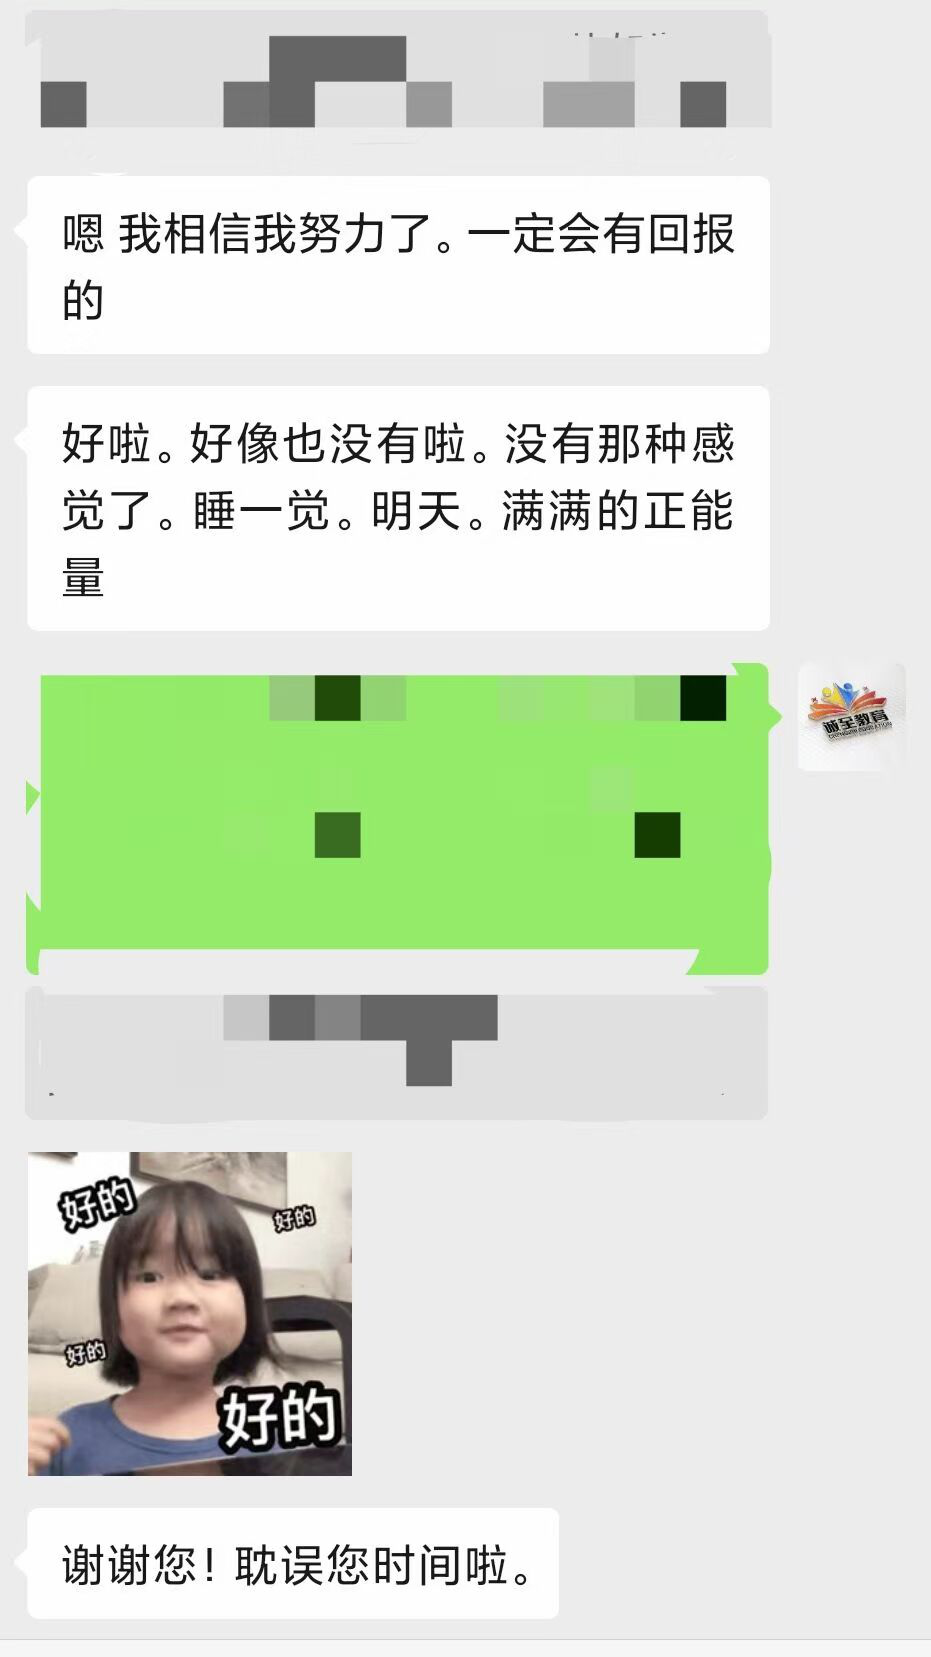 嗯 我相信我努力了。一定会有回报
的
好啦。好像也没有啦。没有那种感
觉了。睡一觉。明天。满满的正能
量
诚至教育
好的
好的
好的
好的
谢谢您！耽误您时间啦。